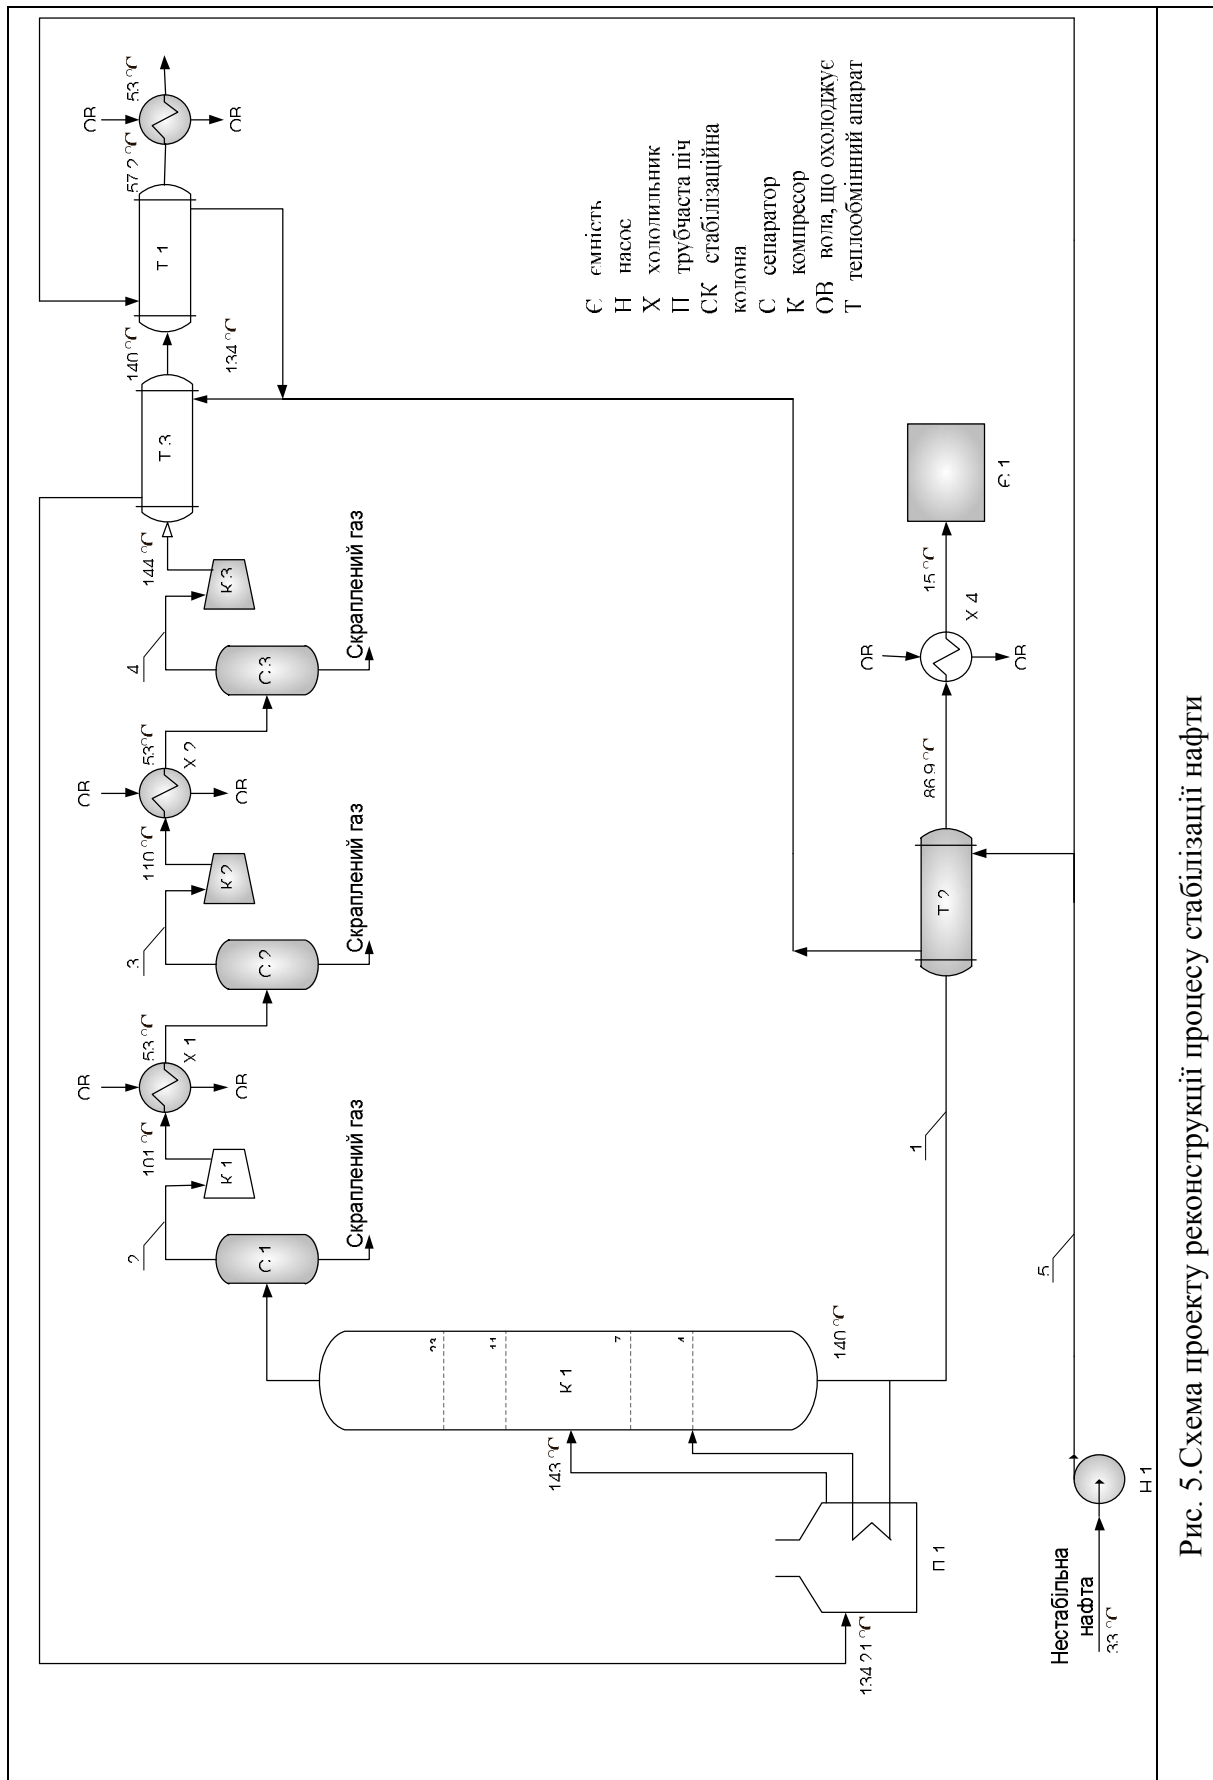 ОВ
57,2 °С
53 °С
ОВ
Т 1
140 °С
134 °С
Т 3
144 °С
К 3
4
С 3
Скраплений газ
ОВ
53°С
Х 2
110 °С
ОВ
К 2
3
С 2
Скраплений газ
ОВ
53 °С
Х 1
101 °С
ОВ
К 1
2
С 1
Скраплений газ
23
11
7
4
К 1
143 °С
140 °С
П 1
134,21 °С
1
Т 2
86,9 °С
ОВ
ОВ
Х 4
15 °С
Є 1
5
Н 1
Нестабільна
нафта
33 °С
Є ємність
Н насос
Х холодильник
П трубчаста піч
СК стабілізаційна
колона
С сепаратор
К компресор
ОВ вода, що охолоджує
Т теплообмінний апарат
Рис. 5.Схема проекту реконструкції процесу стабілізації нафти